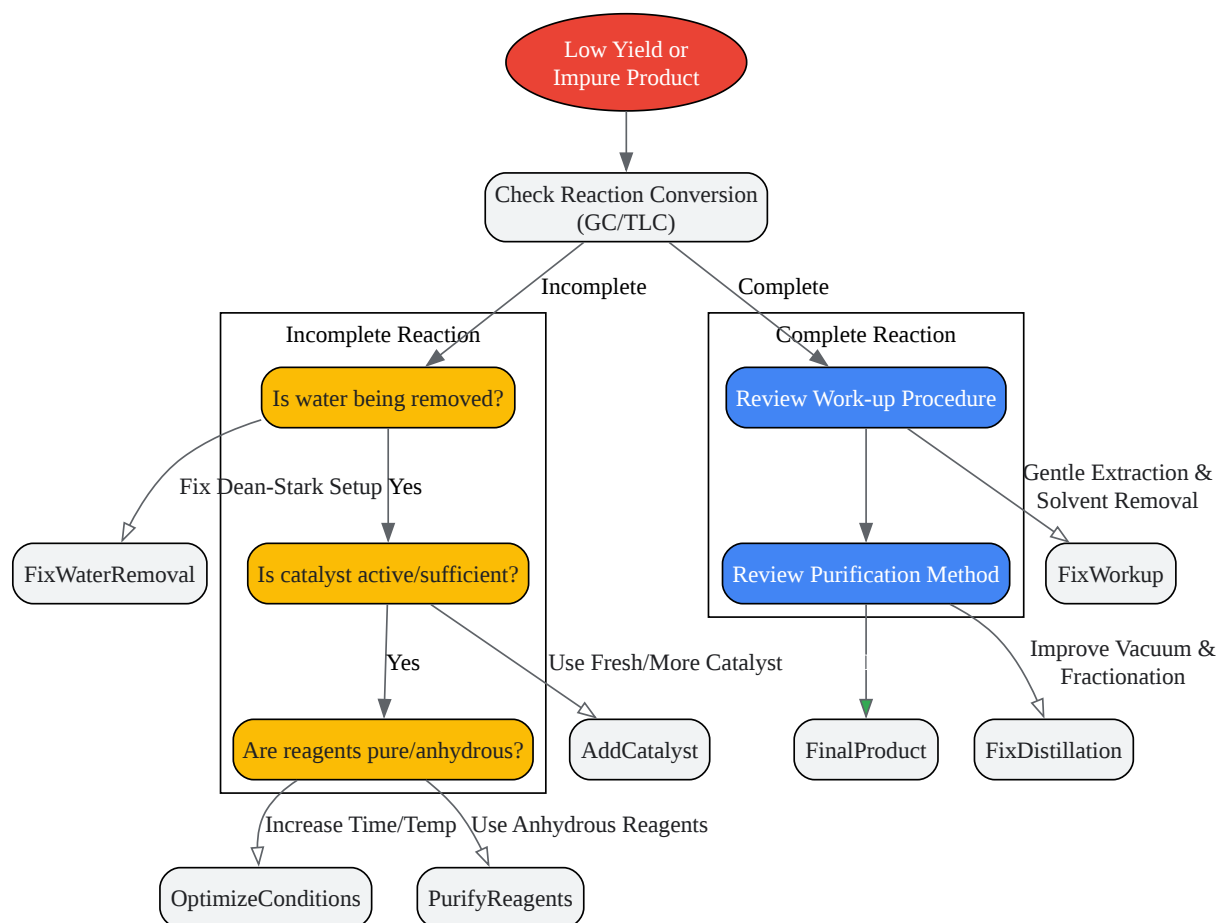 Low Yield or
Impure Product
Check Reaction Conversion
(GC/TLC)
Incomplete
Complete
Incomplete Reaction
Complete Reaction
Is water being removed?
Review Work-up Procedure
Fix Dean-Stark Setup
Yes
Gentle Extraction &
Solvent Removal
FixWaterRemoval
Is catalyst active/sufficient?
Review Purification Method
FixWorkup
Yes
Use Fresh/More Catalyst
Improve Vacuum &
Fractionation
Are reagents pure/anhydrous?
AddCatalyst
FinalProduct
FixDistillation
Increase Time/Temp
Use Anhydrous Reagents
OptimizeConditions
PurifyReagents